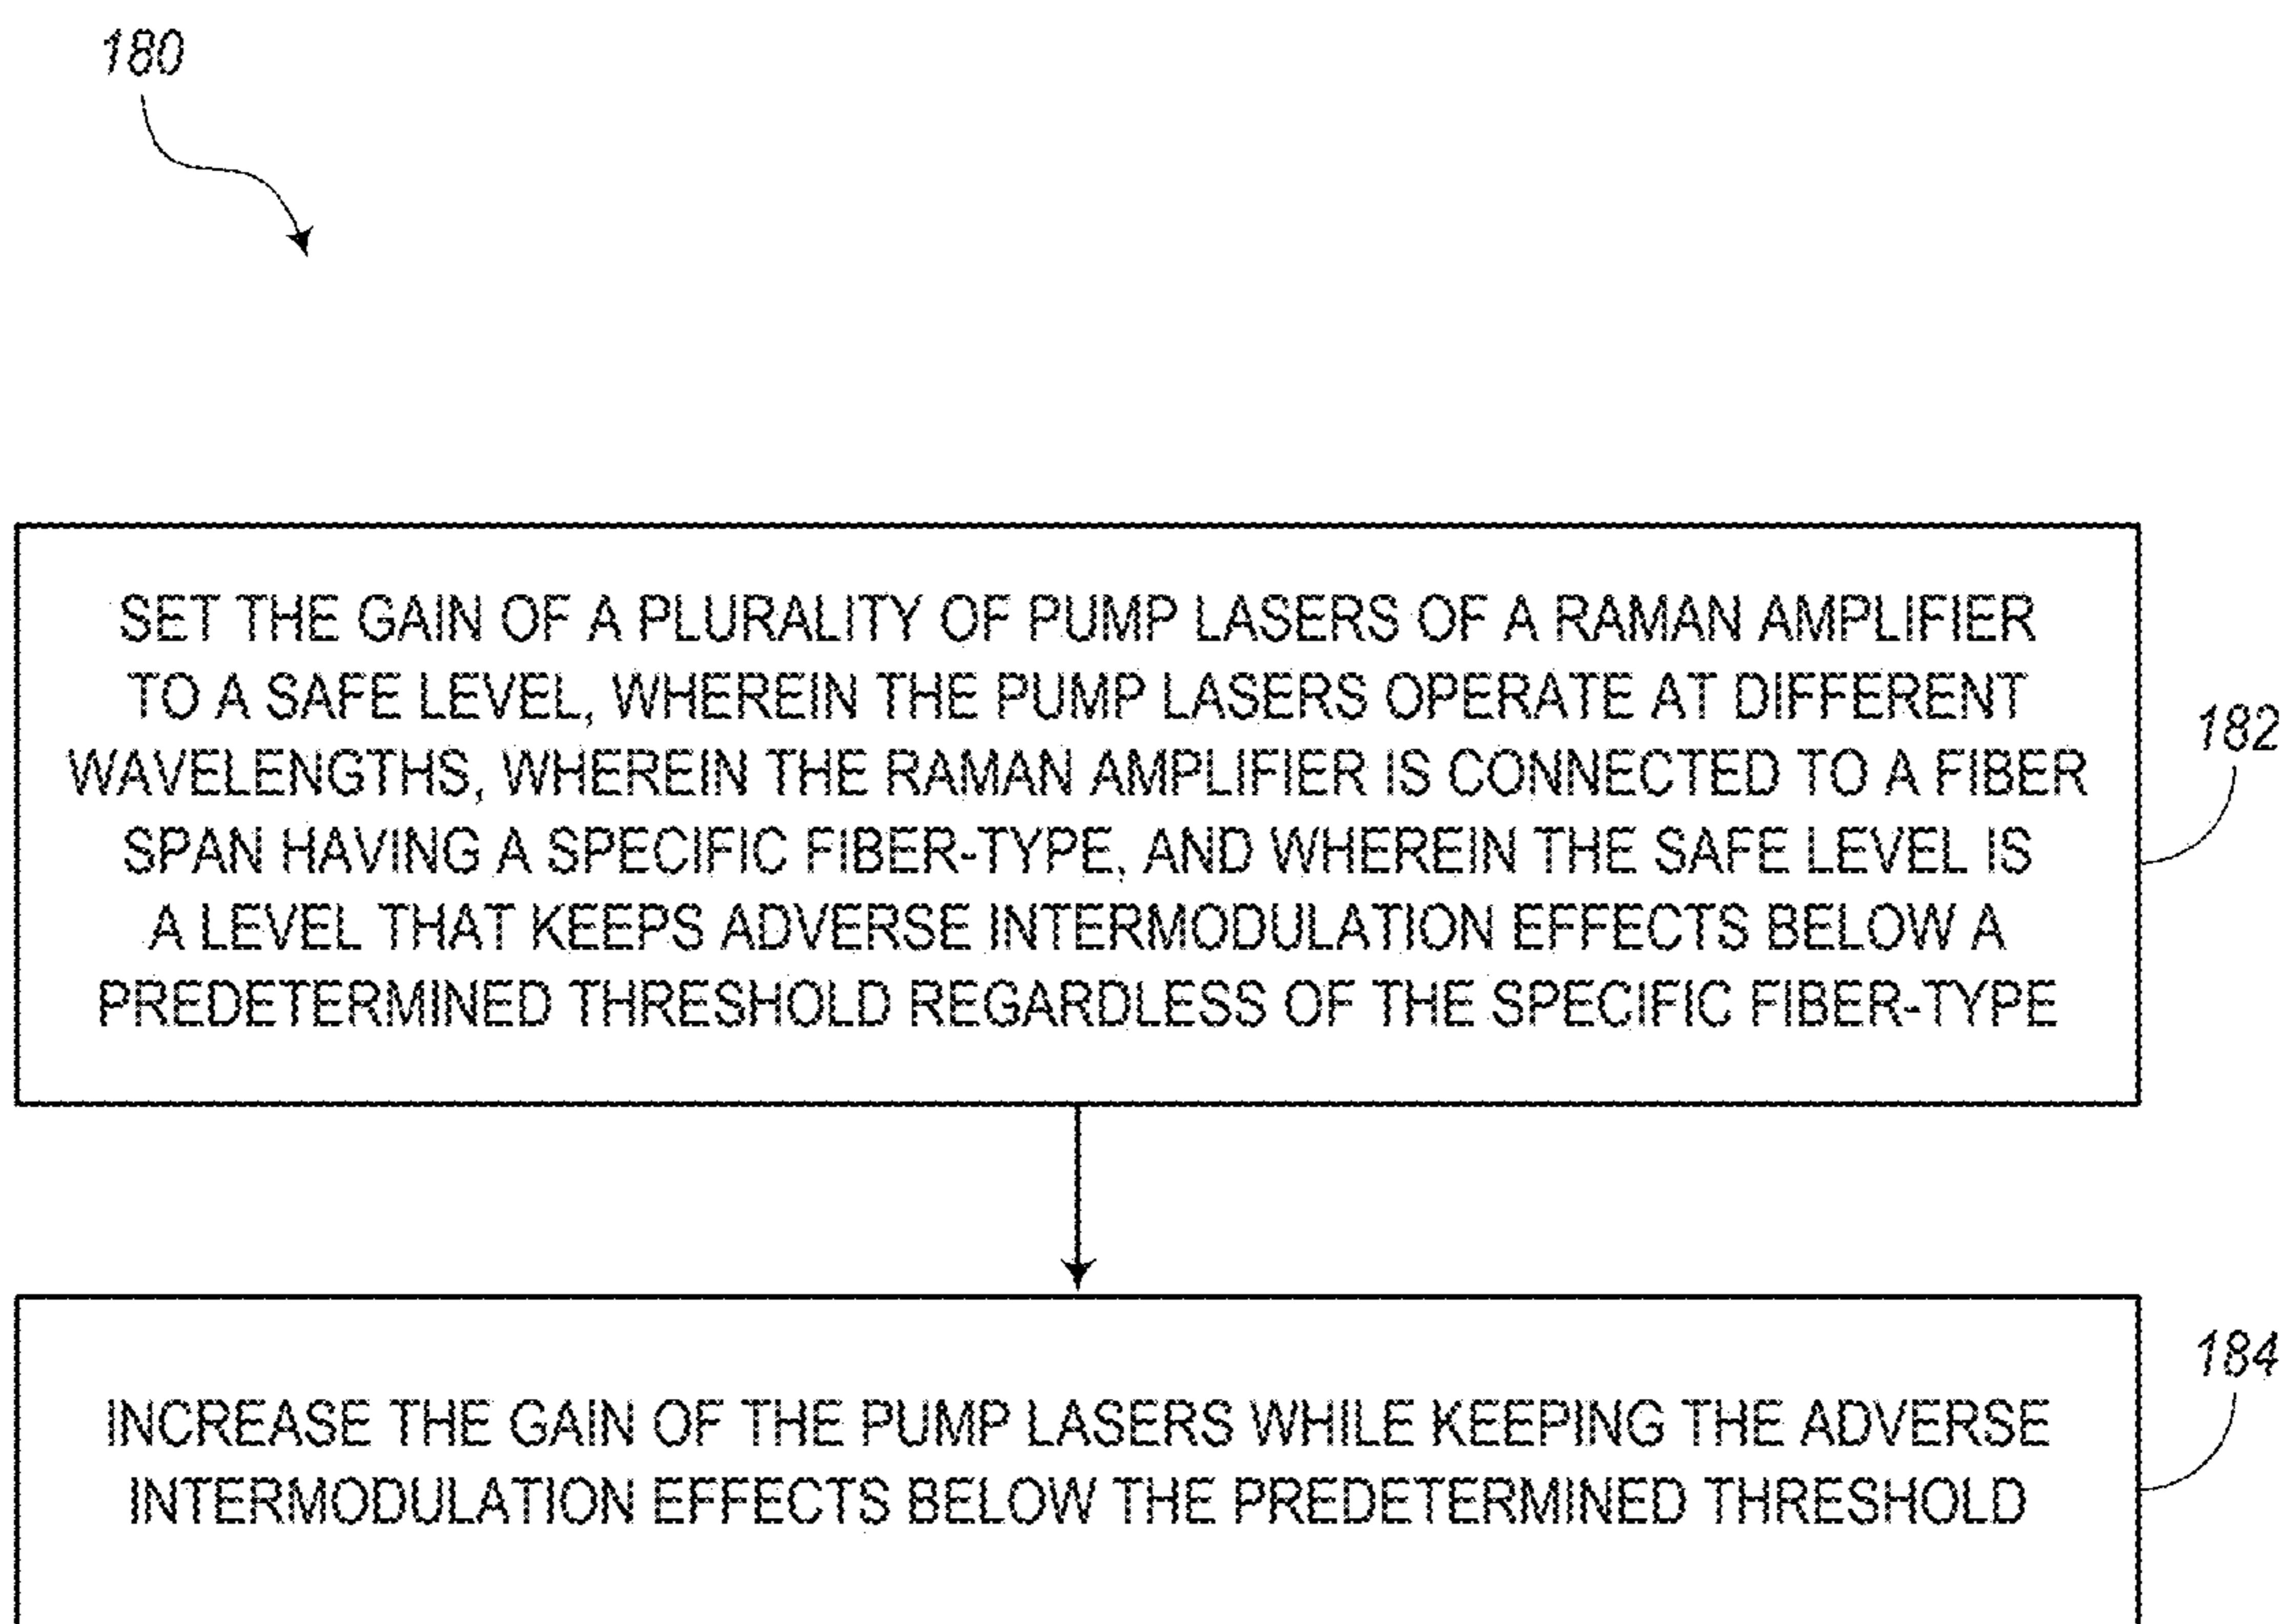 180
SET THE GAIN OF A PLURALITY OF PUMP LASERS OF A RAMAN AMPLIFIER
TO A SAFE LEVEL, WHEREIN THE PUMP LASERS OPERATE AT DIFFERENT
WAVELENGTHS, WHEREIN THE RAMAN AMPLIFIER IS CONNECTED TO A FIBER
SPAN HAVING A SPECIFIC FIBER-TYPE, AND WHEREIN THE SAFE LEVEL IS
A LEVEL THAT KEEPS ADVERSE INTERMODULATION EFFECTS BELOW A
PREDETERMINED THRESHOLD REGARDLESS OF THE SPECIFIC FIBER-TYPE
182
INCREASE THE GAIN OF THE PUMP LASERS WHILE KEEPING THE ADVERSE
INTERMODULATION EFFECTS BELOW THE PREDETERMINED THRESHOLD
184